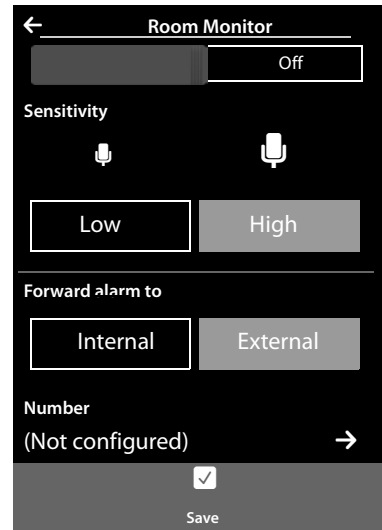 Room Monitor
Off
Sensitivity
Low High
Forward alarm to
Internal External
Number
(Not configured)
Save